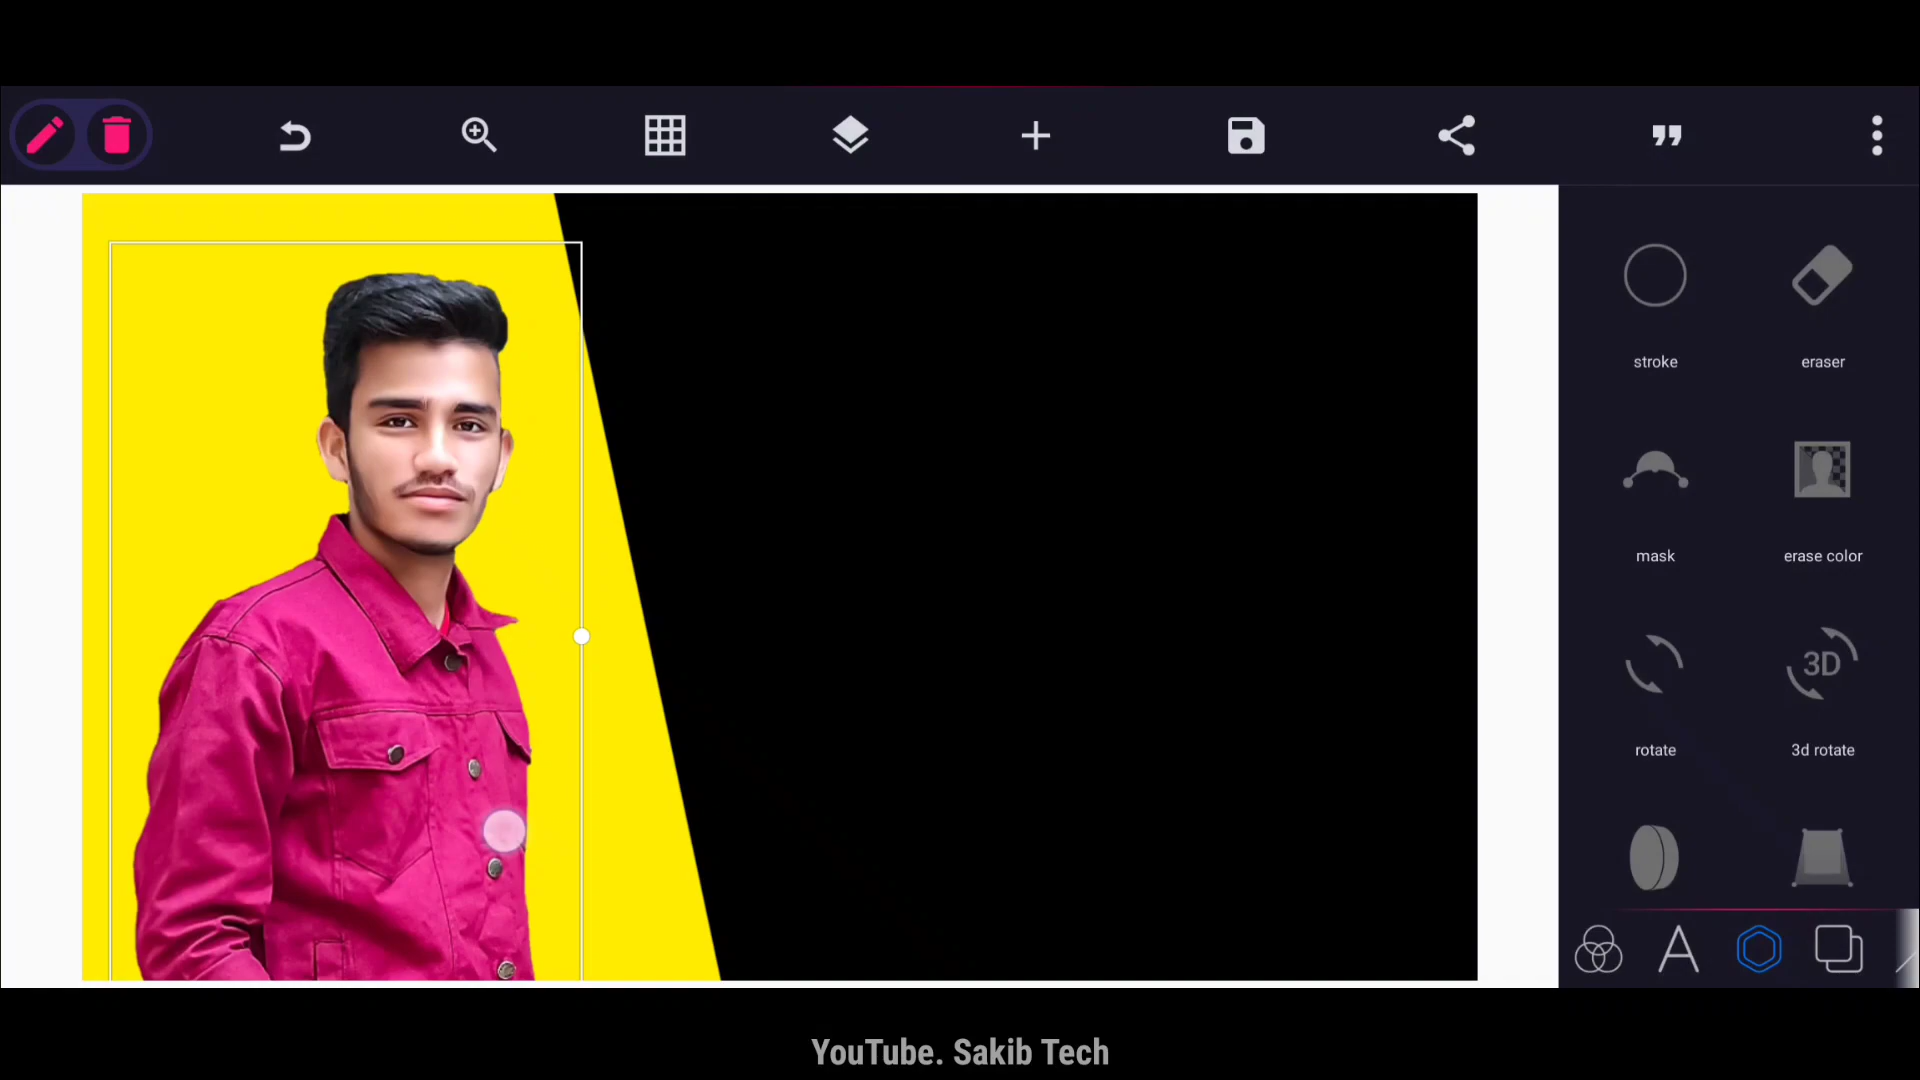 stroke
eraser
mask
erase color
3D
rotate
3d rotate
A
YouTube. Sakib Tech